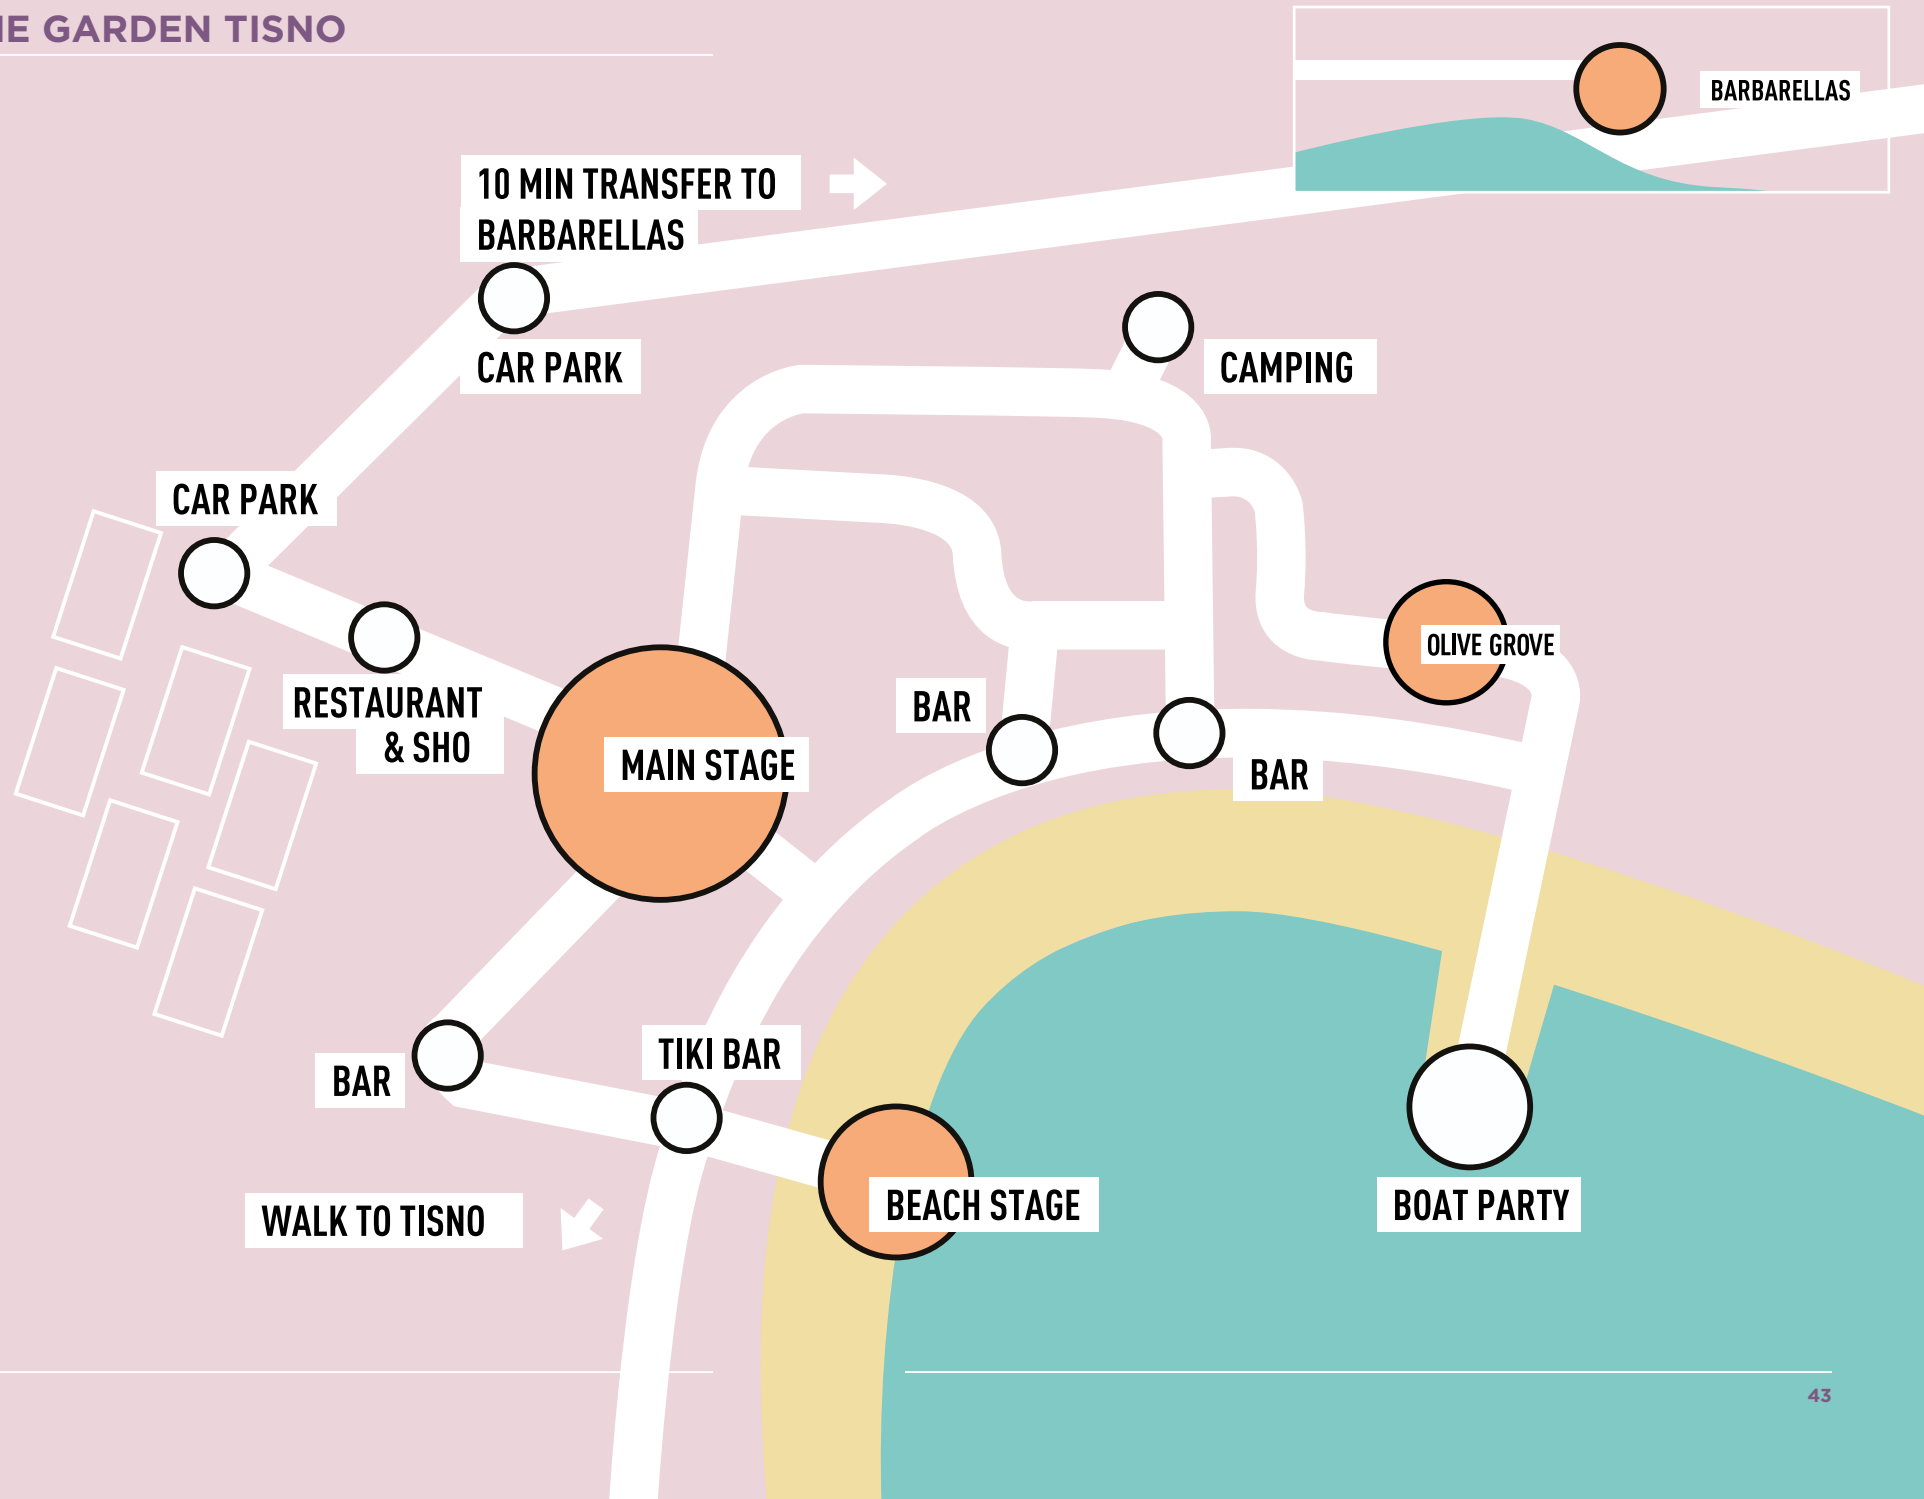 HE GARDEN TISNO
BARBARELLAS
10 MIN TRANSFER TO
BARBARELLAS
CAR PARK
CAMPING
CAR PARK
OLIVE GROVE
RESTAURANT
& SHO
BAR
MAIN STAGE
BAR
TIKI BAR
BAR
BEACH STAGE
BOAT PARTY
WALK TO TISNO
43